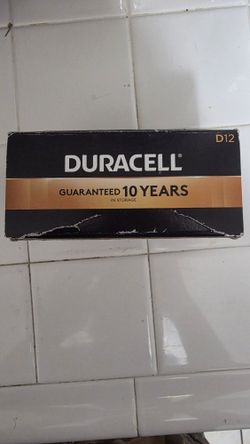 D12
DURACELL®
GUARANTEED 10 YEARS
IN STORAGE